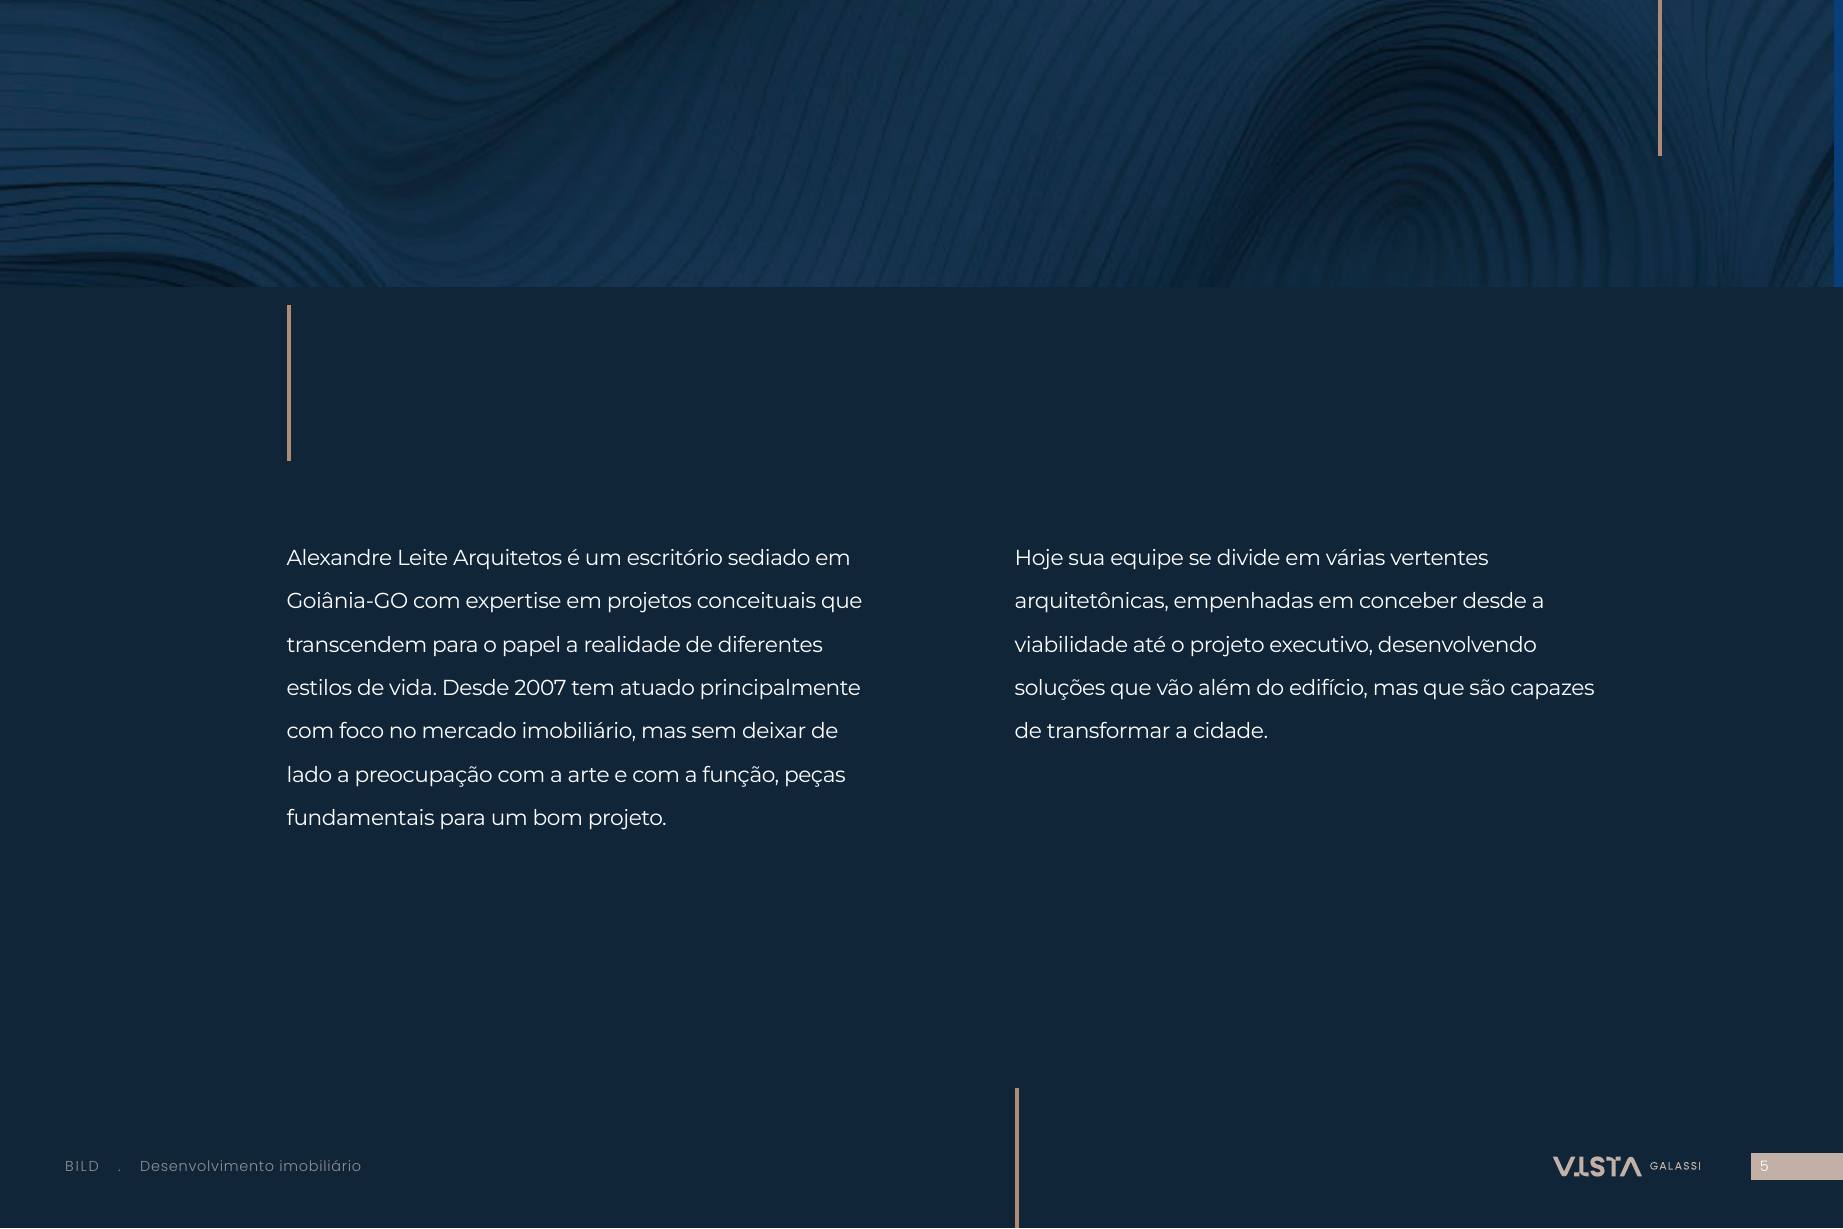 Alexandre Leite Arquitetos é um escritório sediado em
Goiânia-GO com expertise em projetos conceituais que
transcendem para o papel a realidade de diferentes
estilos de vida. Desde 2007 tem atuado principalmente
com foco no mercado imobiliário, mas sem deixar de
lado a preocupação com a arte e com a função, peças
fundamentais para um bom projeto.
Hoje sua equipe se divide em várias vertentes
arquitetônicas, empenhadas em conceber desde a
viabilidade até o projeto executivo, desenvolvendo
soluções que vão além do edifício, mas que são capazes
de transformar a cidade.
BILD . Desenvolvimento imobiliário
VISTA GALASSI
5